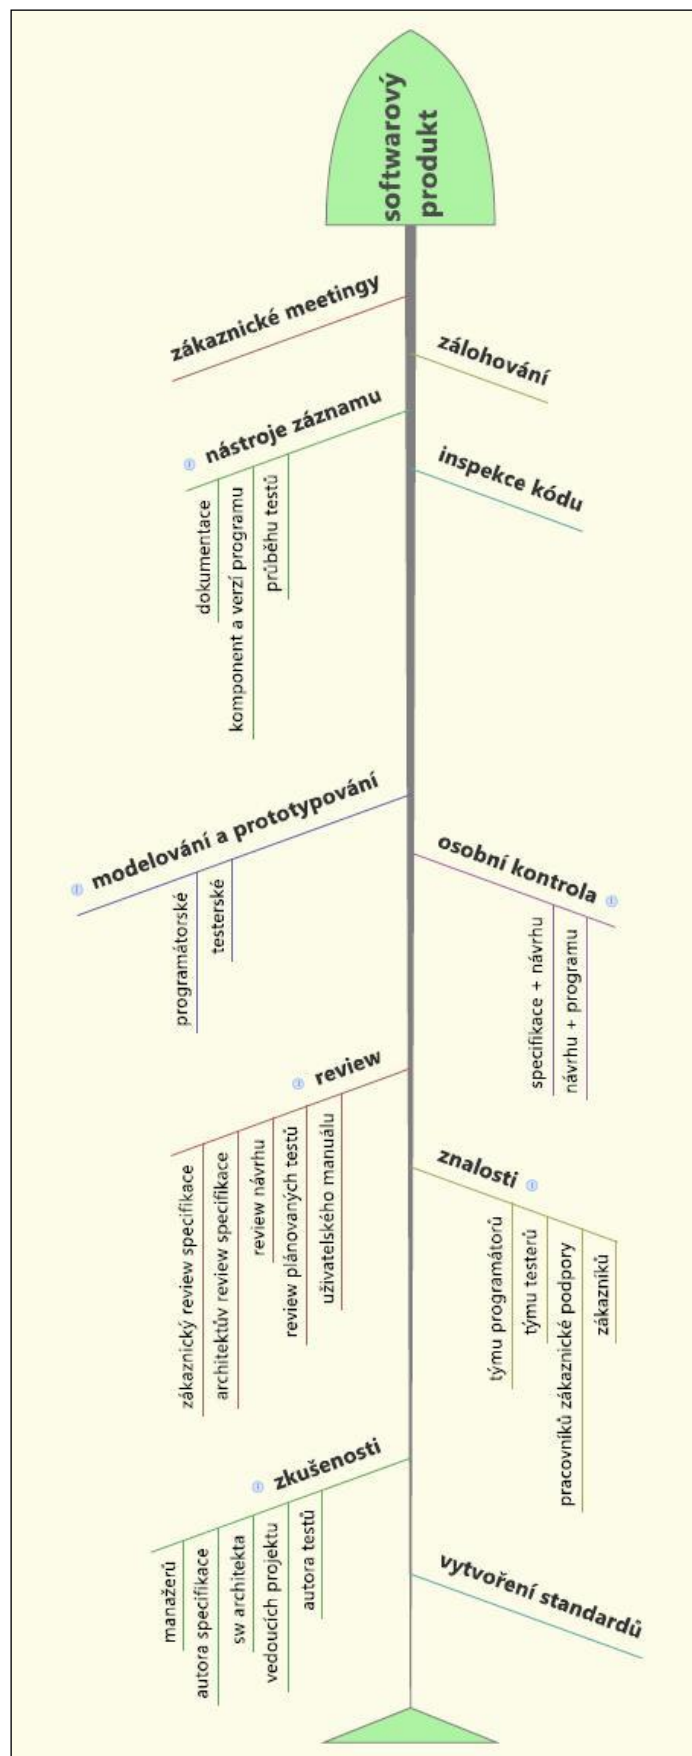 softwarový
produkt
zákaznické meetingy
zálohování
nástroje záznamu
dokumentace
komponent a verzí programu
průběhu testů
inspekce kódu
modelování a prototypování
programátorské
testerské
osobní kontrola
specifikace + návrhu
návrhu + programu
review
zákaznický review specifikace
architektův review specifikace
review návrhu
review plánovaných testů
uživatelského manuálu
znalosti
týmu programátorů
týmu testerů
pracovníků zákaznické podpory
zákazníků
zkušenosti
manažerů
autora specifikace
sw architekta
vedoucích projektu
autora testů
vytvoření standardů